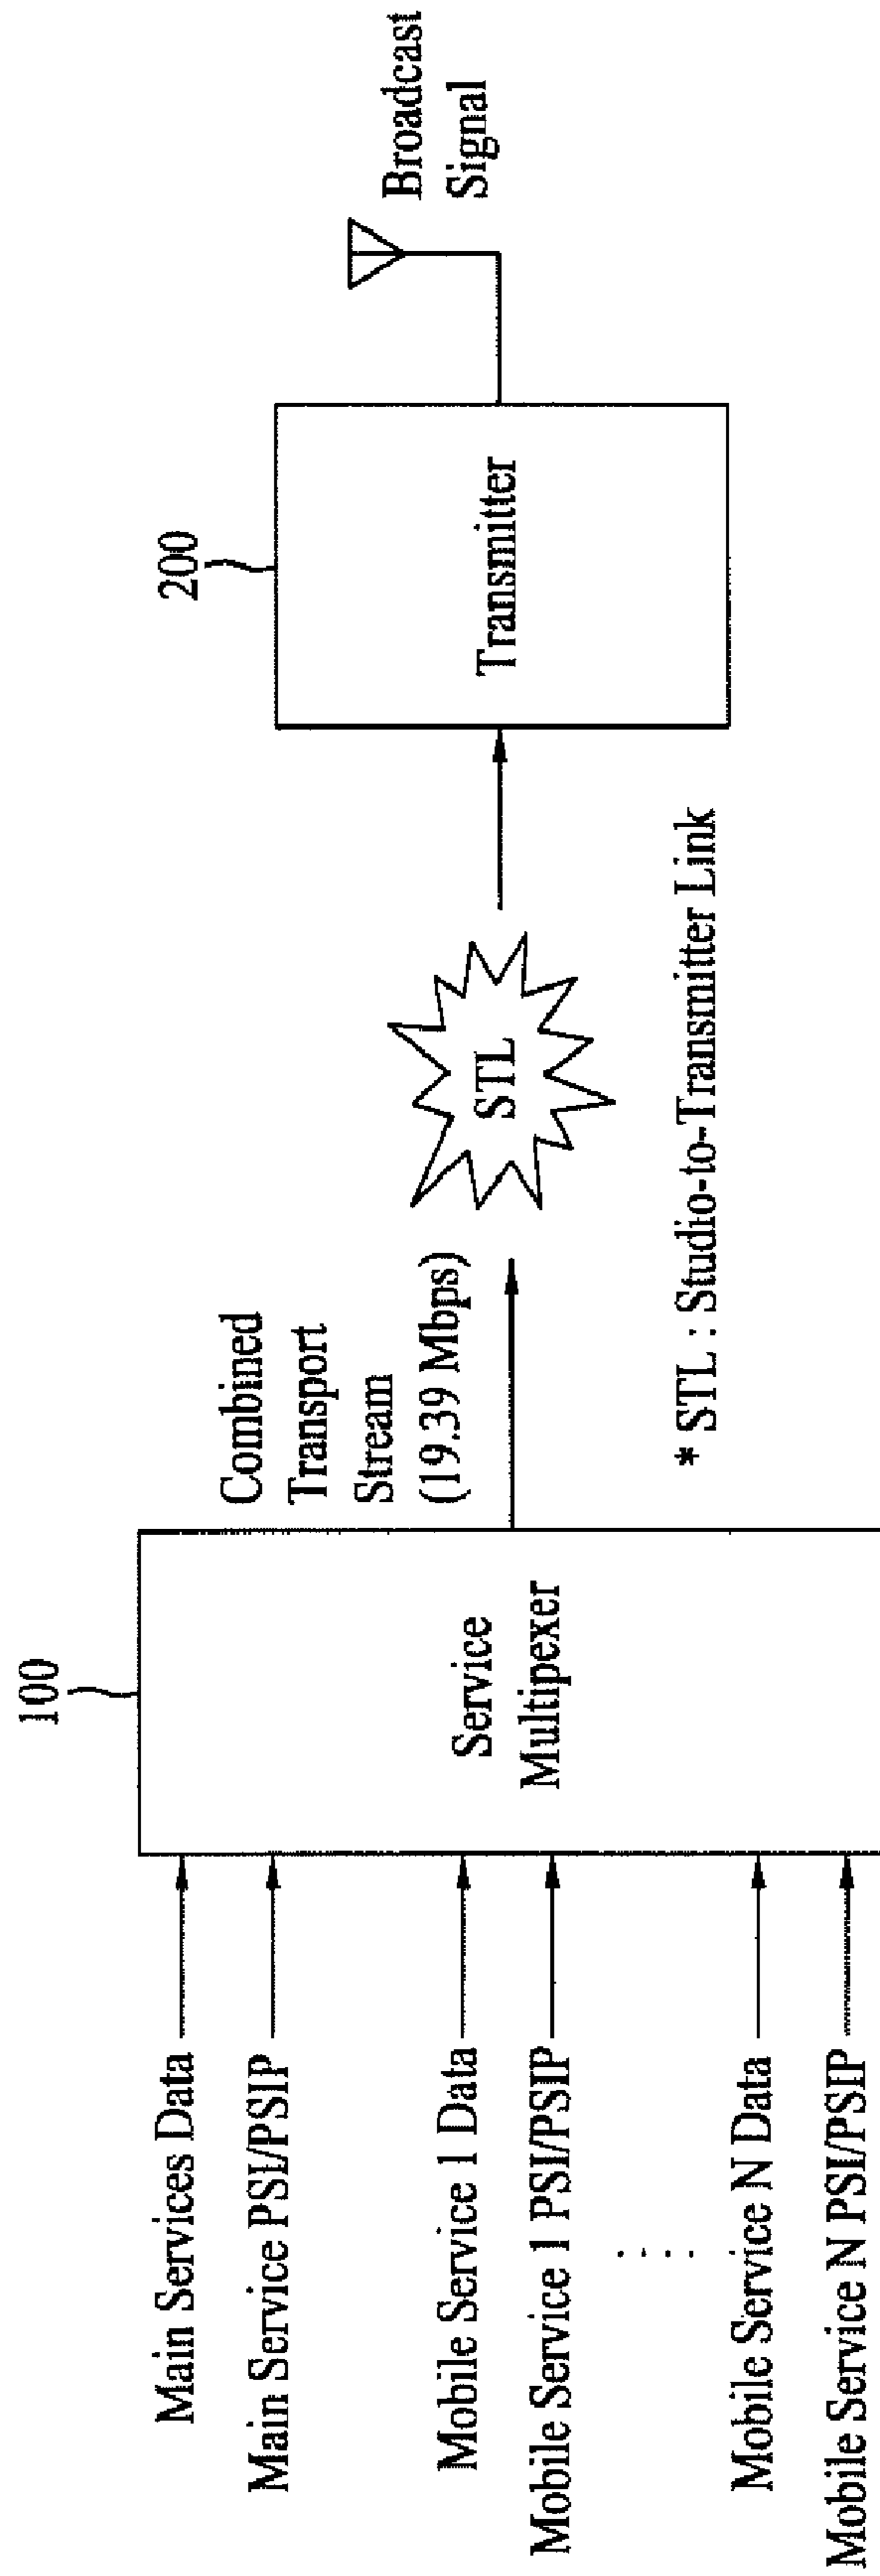 Main Services Data
Main Service PSI/PSIP
Mobile Service 1 Data
Mobile Service 1 PSI/PSIP
Mobile Service N Data
Mobile Service N PSI/PSIP
100
Service
Multipexer
Combined
Transport
Stream
(19.39 Mbps)
STL
200
Transmitter
Broadcast
Signal
* STL : Studio-to-Transmitter Link